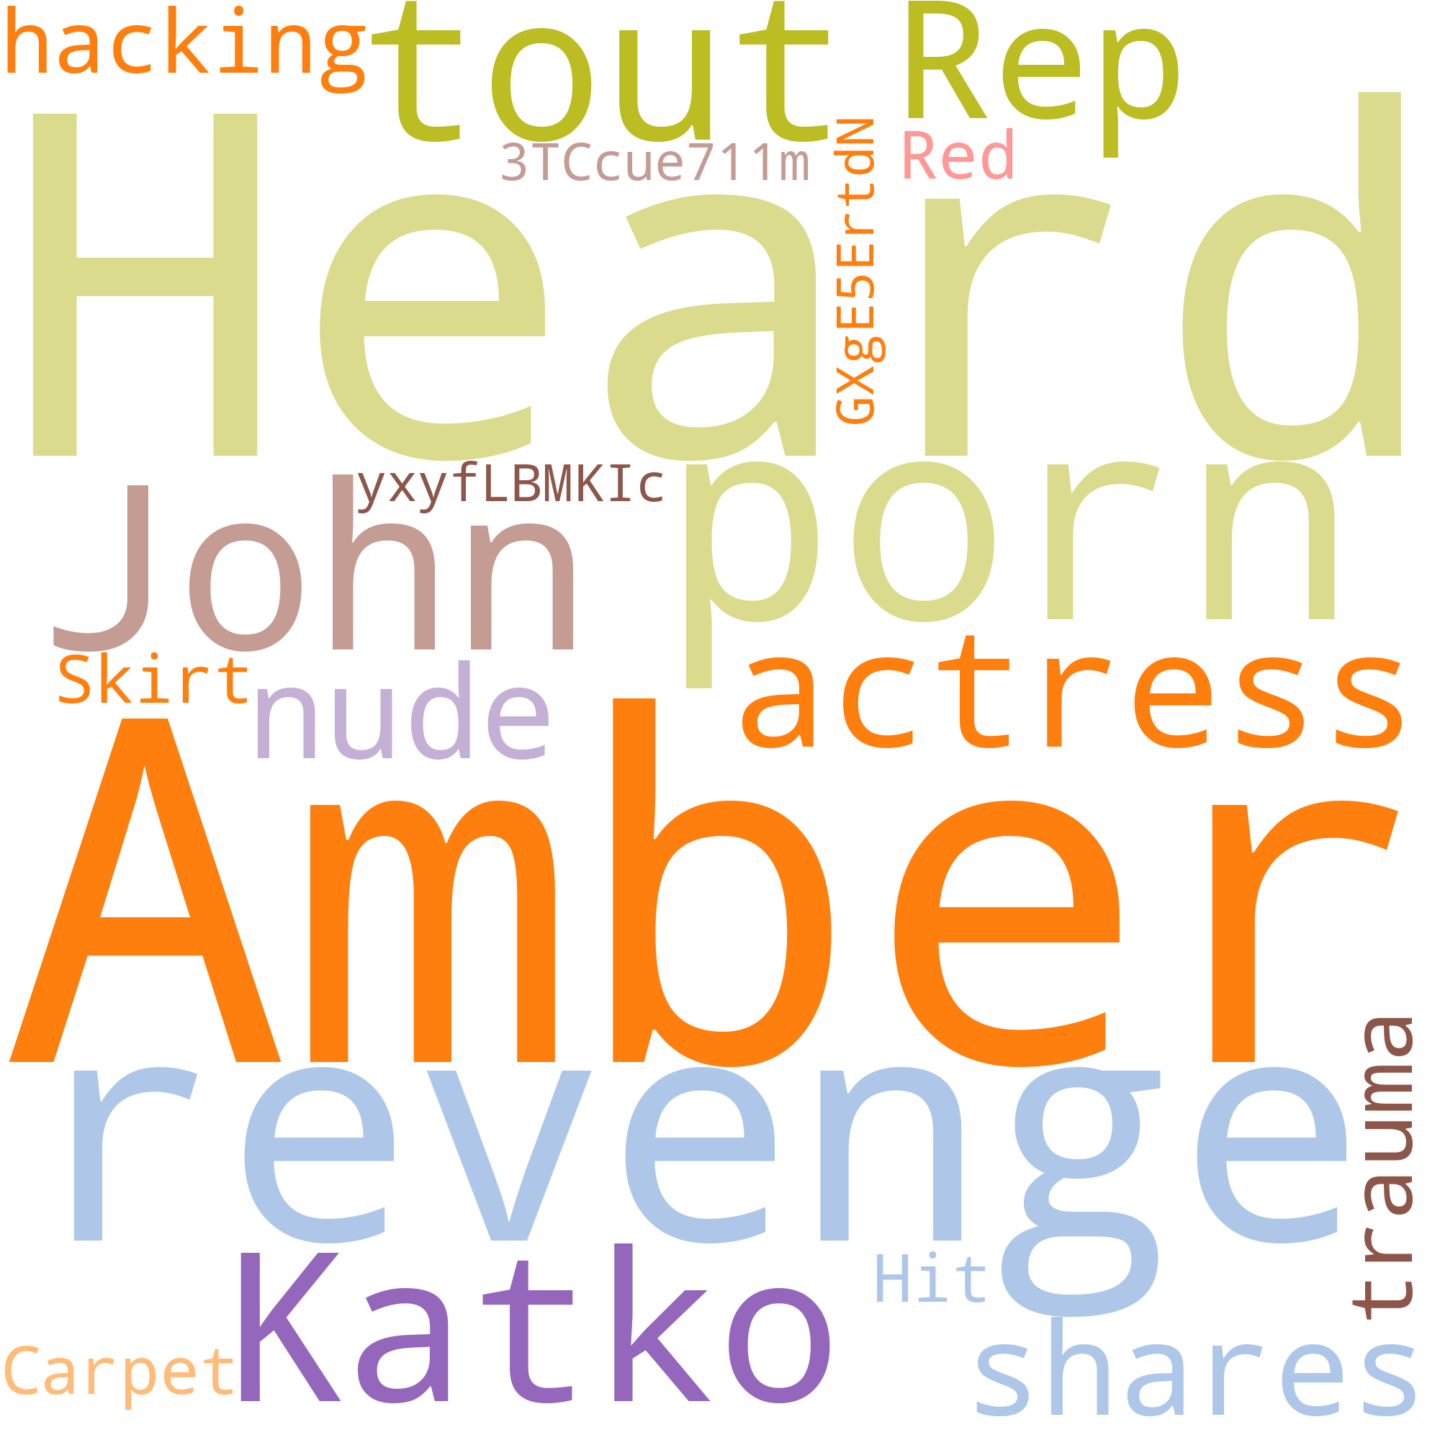 hacking
tout
Rep
3TCcue711m
GXgE5ErtdN
Red
Heard
yxyfLBMKIc
John
porn
Skirt
nude
actress
Amber
revenge
trauma
Katko
Hit
Carpet
shares